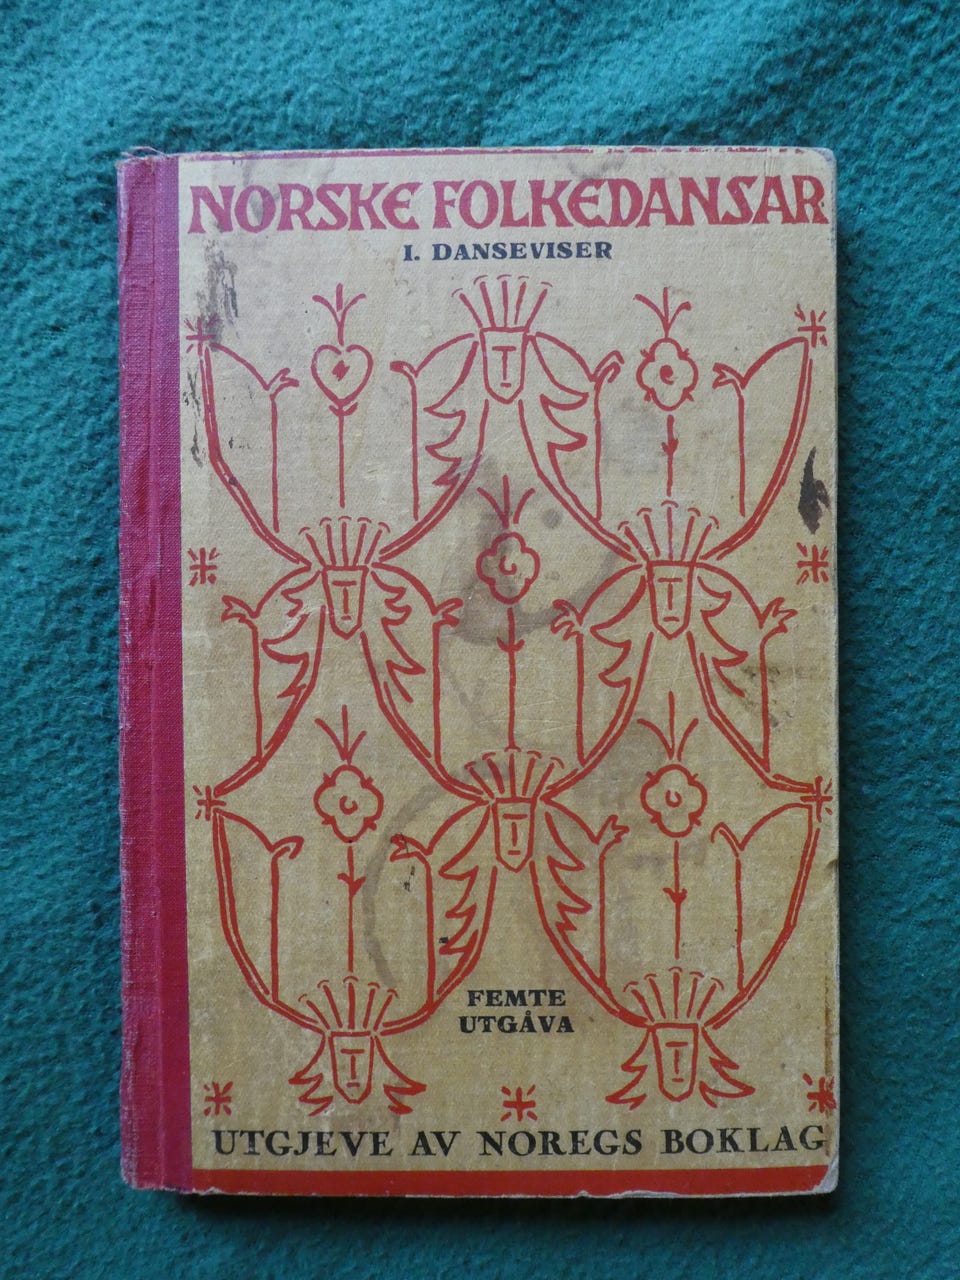 NORSKE FOLKEDANSAR
I. DANSEVISER
FEMTE
UTGÅVA
UTGJEVE AV NOREGS BOKLAG